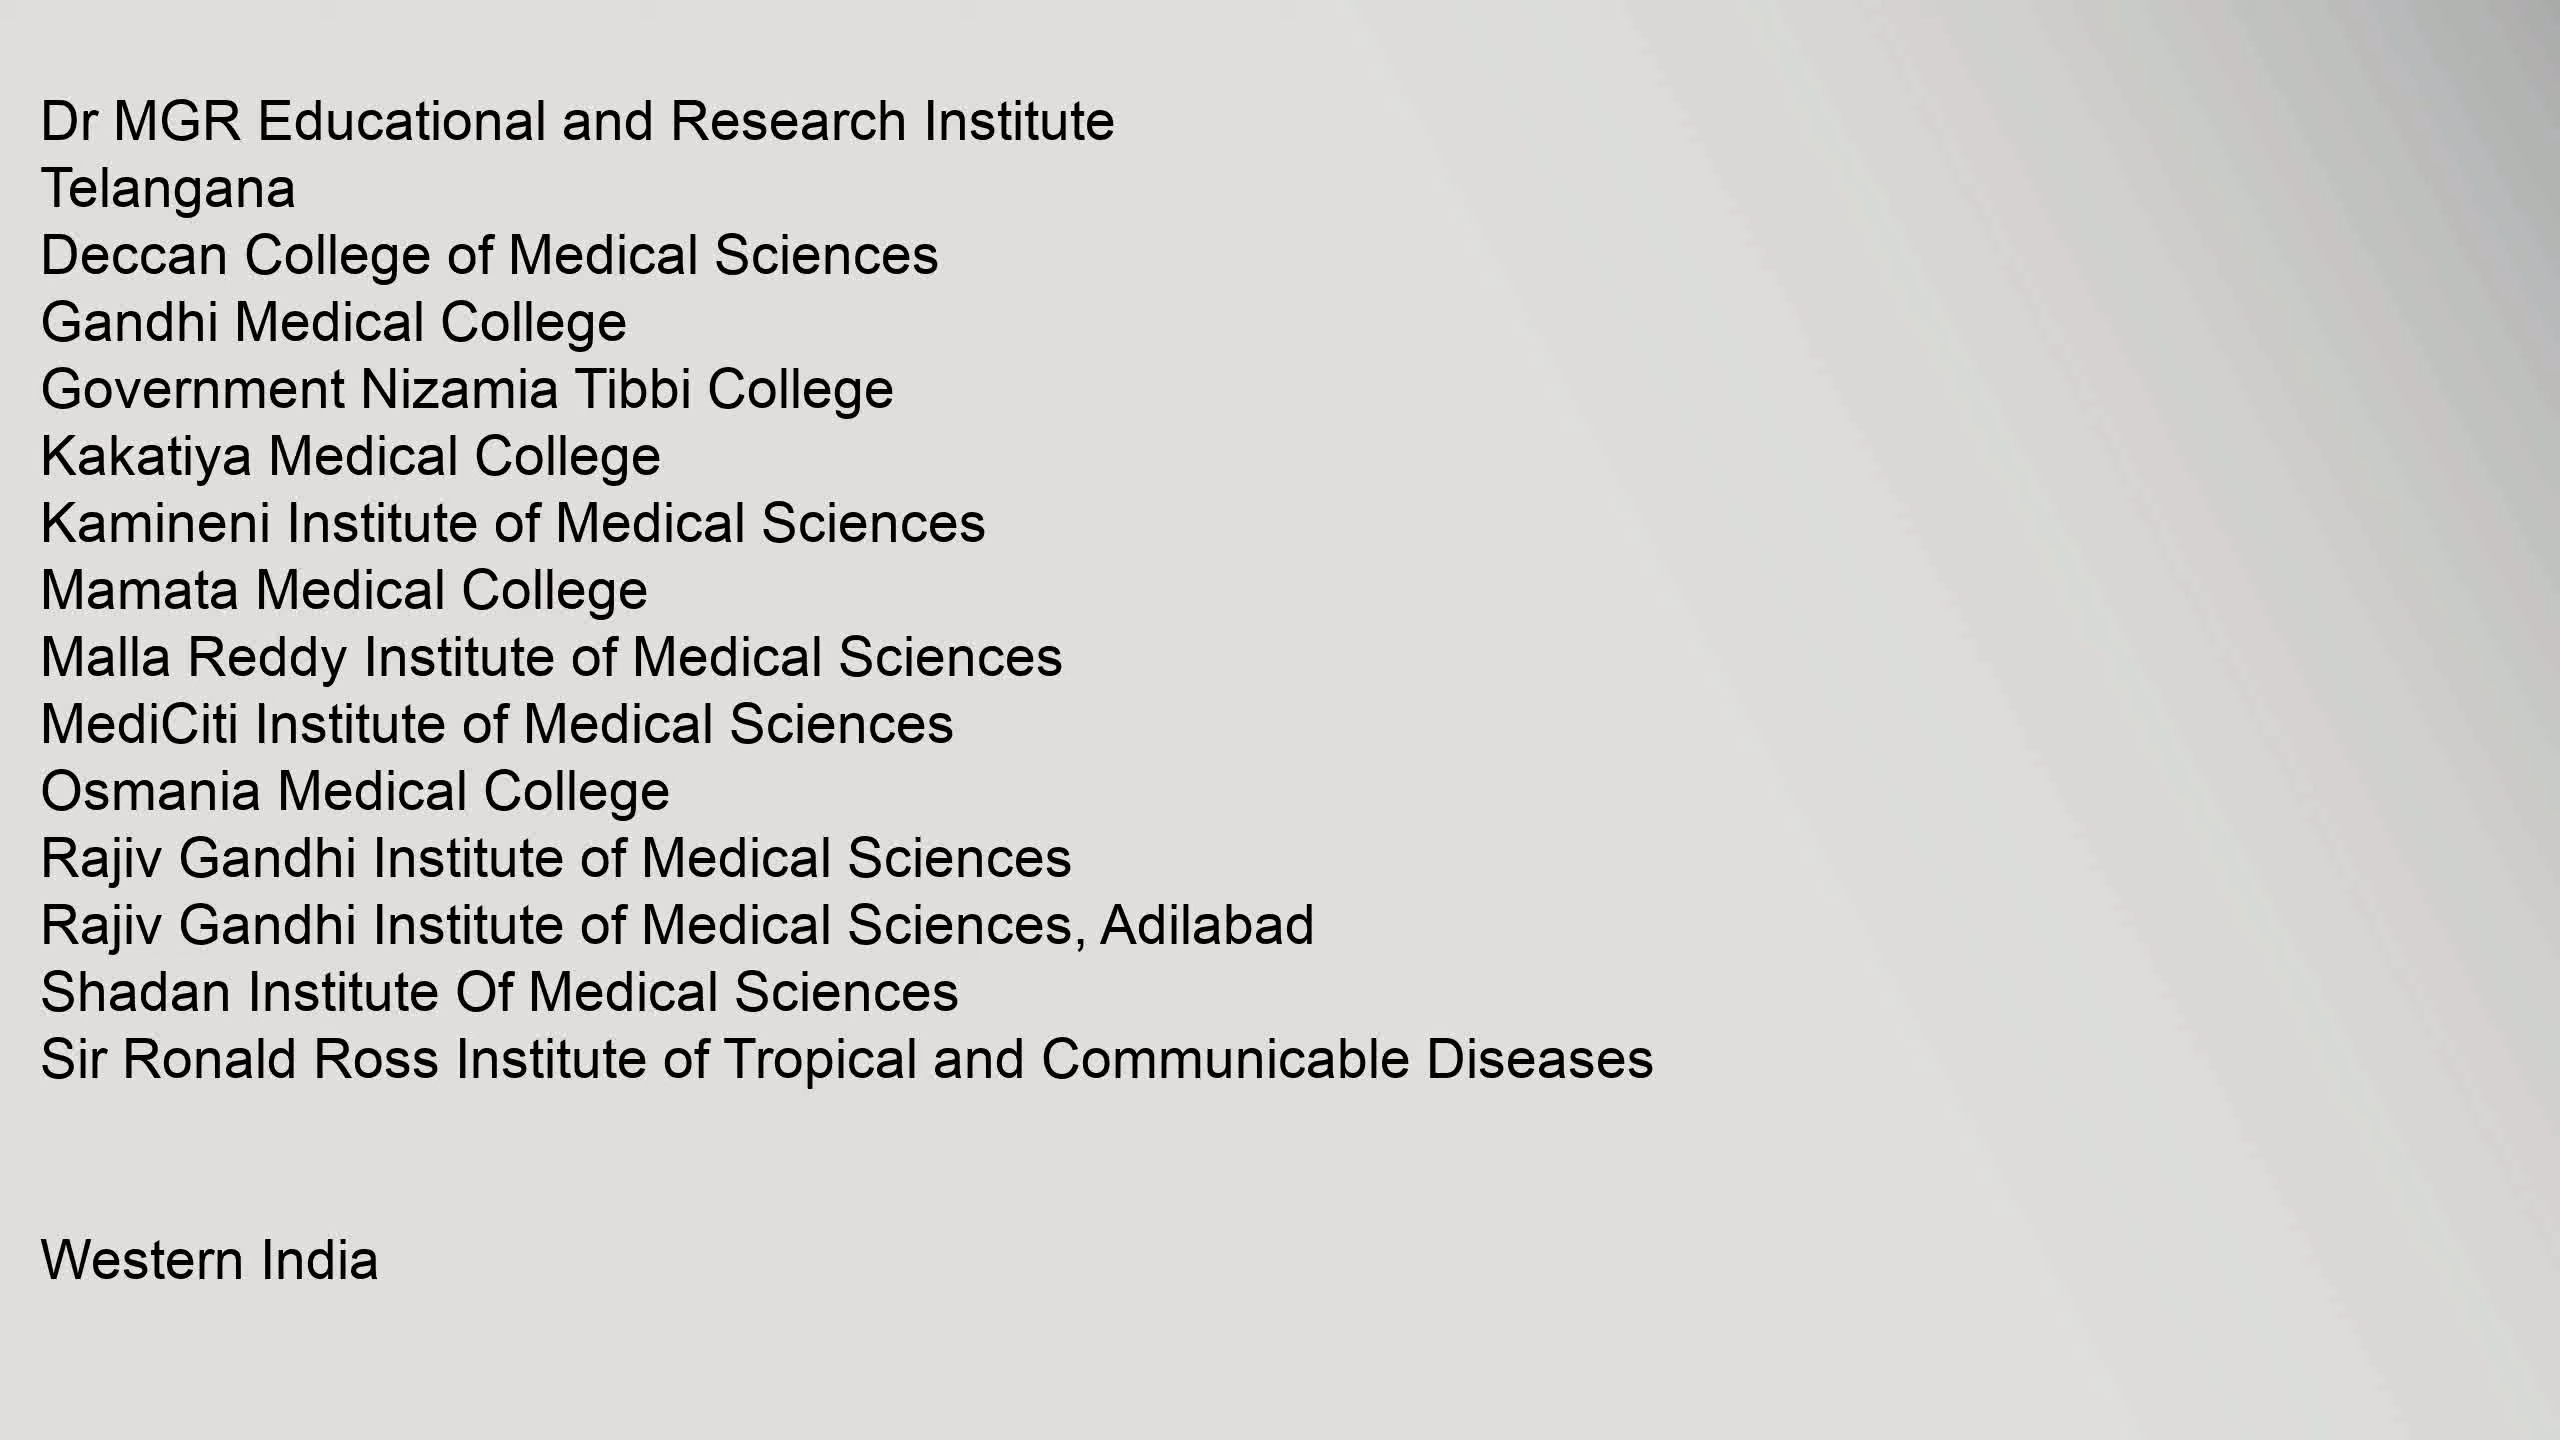 Dr MGR Educational and Research Institute
Telangana
Deccan College of Medical Sciences
Gandhi Medical College
Government Nizamia Tibbi College
Kakatiya Medical College
Kamineni Institute of Medical Sciences
Mamata Medical College
Malla Reddy Institute of Medical Sciences
MediCiti Institute of Medical Sciences
Osmania Medical College
Rajiv Gandhi Institute of Medical Sciences
Rajiv Gandhi Institute of Medical Sciences, Adilabad
Shadan Institute Of Medical Sciences
Sir Ronald Ross Institute of Tropical and Communicable Diseases
Western India